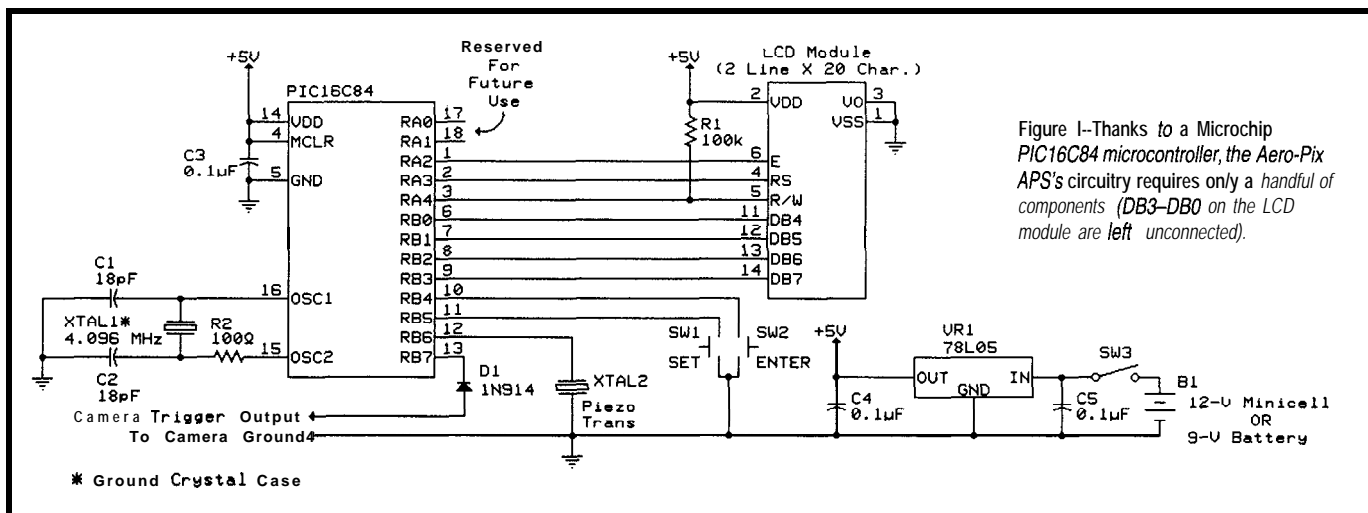 +5V
Reserved
For
Future
Use
PIC16C84
14
VDD
4
MCLR
C3
0.1µF
5
GND
RA0
17
RA1
18
RA2
1
RA3
2
RA4
3
RB0
6
RB1
7
RB2
8
RB3
9
RB4
10
RB5
11
RB6
12
RB7
13
C1
18pF
16
OSC1
XTAL1*
4.096 MHz
R2
100Ω
15
OSC2
C2
18pF
D1
1N914
Camera Trigger Output
To Camera Ground4
* Ground Crystal Case
XTAL2
Piezo
Trans
+5V
R1
100k
LCD Module
(2 Line X 20 Char.)
2
VDD
VO
3
VSS
1
6
E
4
RS
5
R/W
11
DB4
12
DB5
13
DB6
14
DB7
SW1
SET
SW2
ENTER
+5V
VR1
78L05
OUT
IN
GND
SW3
C4
0.1µF
C5
0.1µF
B1
12-V Minicell
OR
9-V Battery
Figure I--Thanks to a Microchip
PIC16C84 microcontroller, the Aero-Pix
APS's circuitry requires only a handful of
components (DB3–DB0 on the LCD
module are left unconnected).